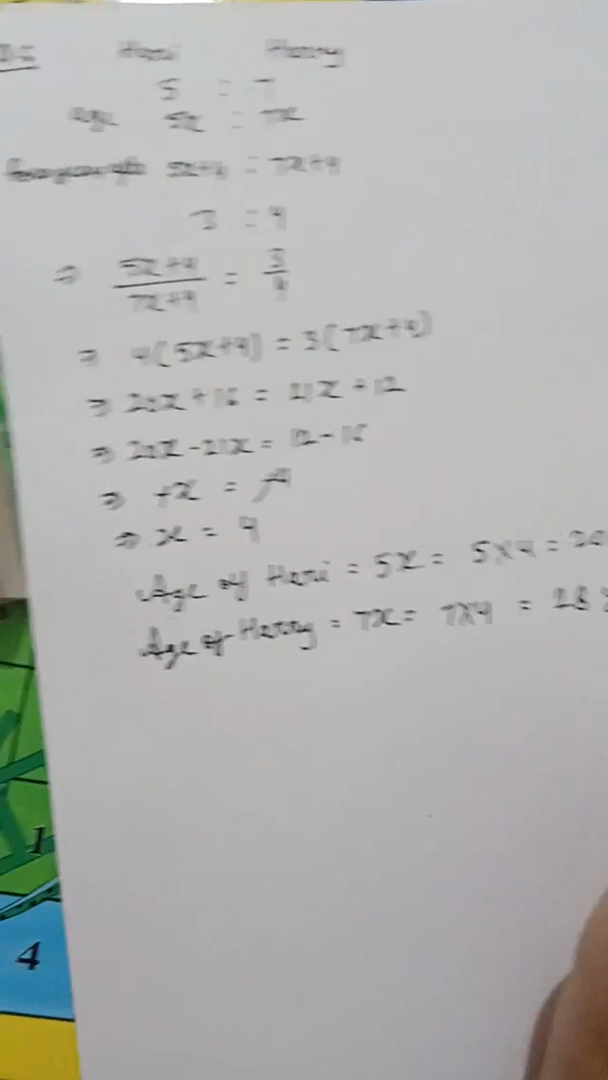 Hari Harry
5 : 7
Age 5x : 7x
5x+4 : 7x+4
3 : 4
⇒ 5x+4/7x+4 = 3/4
⇒ 4(5x+4) = 3(7x+4)
⇒ 20x + 16 = 21x + 12
⇒ 20x - 21x = 12 - 16
⇒ -x = -4
⇒ x = 4
Age of Hari = 5x = 5×4 = 20
Age of Harry = 7x = 7×4 = 28
1
4